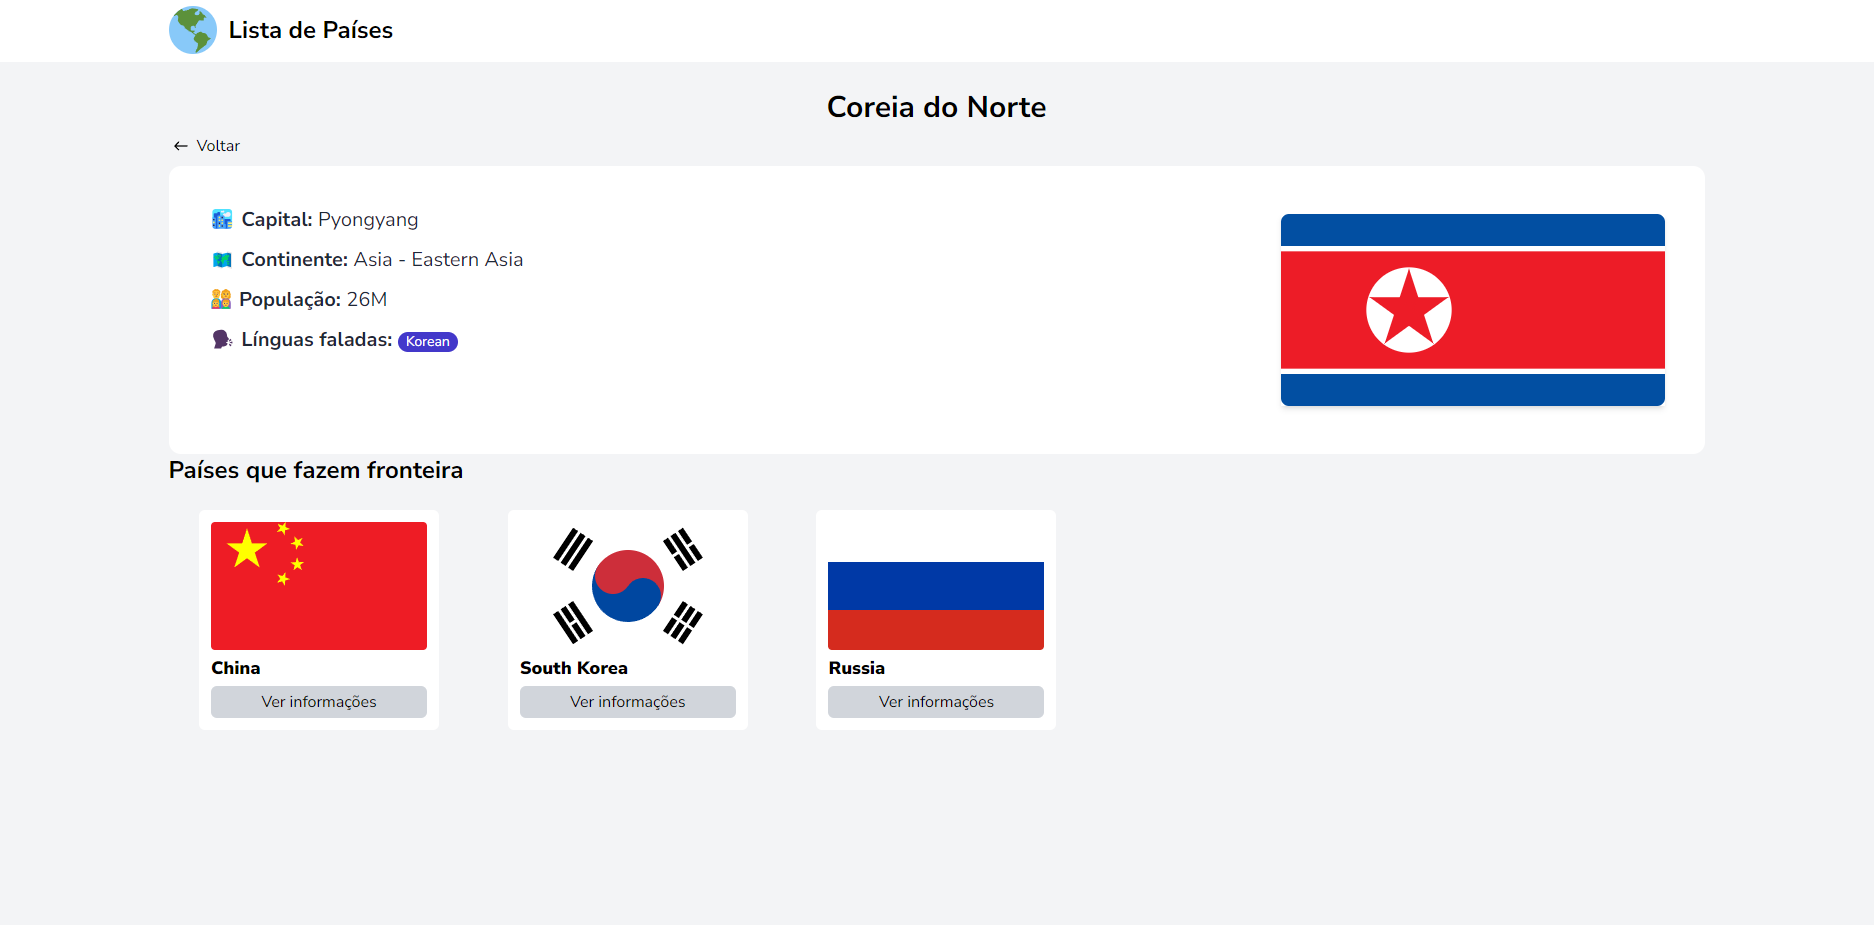 Lista de Países
Coreia do Norte
← Voltar
Capital: Pyongyang
Continente: Asia - Eastern Asia
População: 26M
Línguas faladas: Korean
Países que fazem fronteira
China
Ver informações
South Korea
Ver informações
Russia
Ver informações